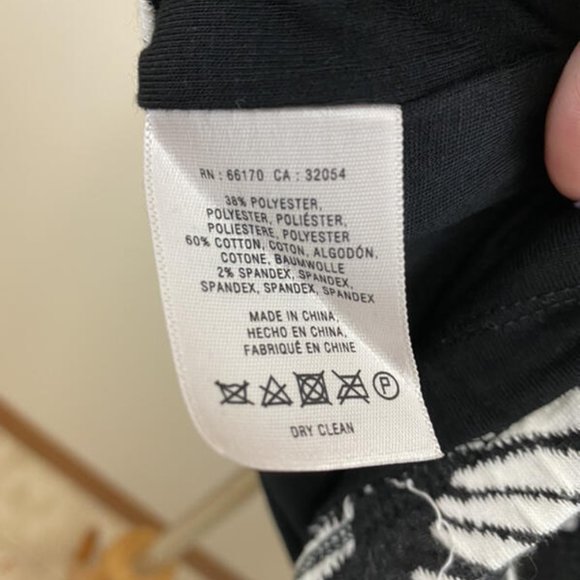 RN : 66170 CA : 32054
38% POLYESTER,
POLYESTER, POLIÉSTER,
POLIESTERE, POLYESTER
60% COTTON, COTON, ALGODÓN,
COTONE, BAUMWOLLE
2% SPANDEX, SPANDEX,
SPANDEX, SPANDEX, SPANDEX
MADE IN CHINA,
HECHO EN CHINA,
FABRIQUÉ EN CHINE
P
DRY CLEAN